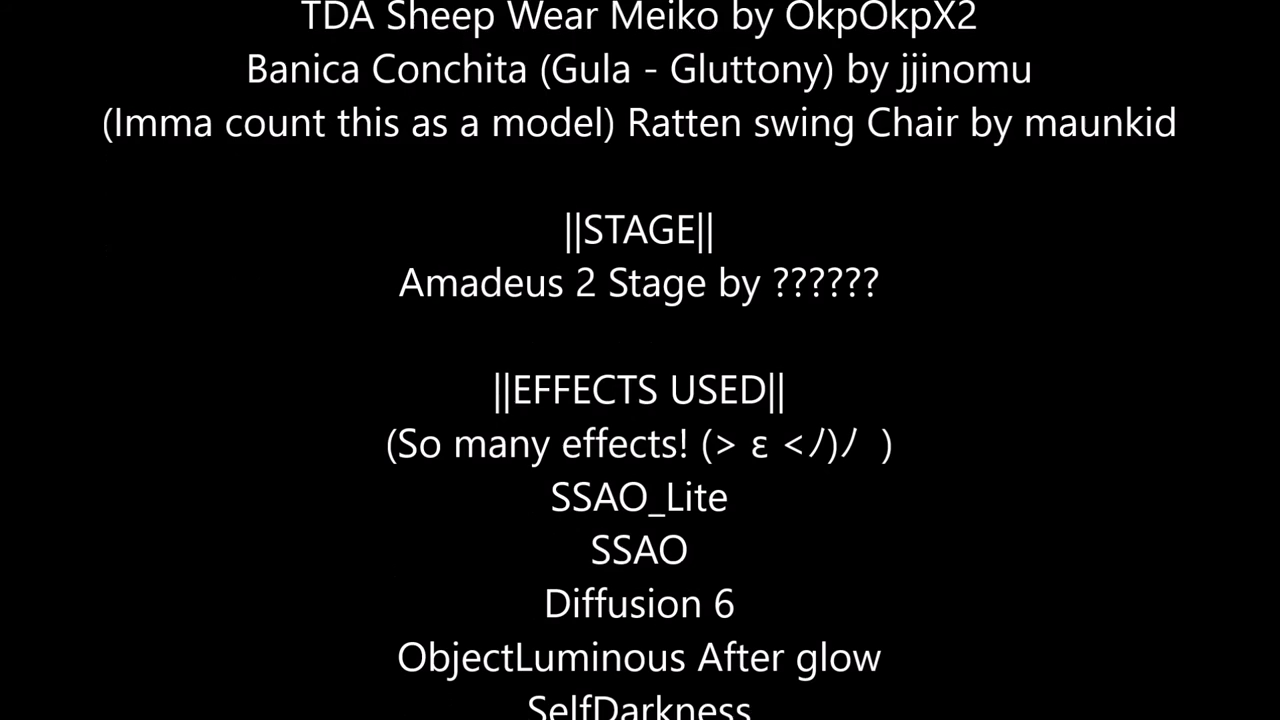 TDA Sheep Wear Meiko by OkpOkpX2
Banica Conchita (Gula - Gluttony) by jjinomu
(Imma count this as a model) Ratten swing Chair by maunkid
||STAGE||
Amadeus 2 Stage by ??????
||EFFECTS USED||
(So many effects! (> ε <ﾉ)ﾉ  )
SSAO_Lite
SSAO
Diffusion 6
ObjectLuminous After glow
SelfDarkness